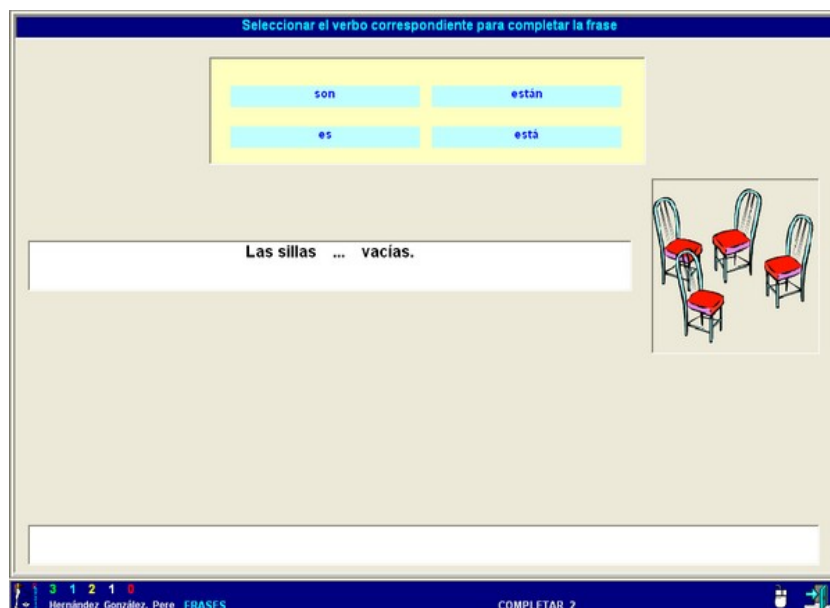 Seleccionar el verbo correspondiente para completar la frase
son están
es está
Las sillas ... vacías.
3 1 2 1 0
Hernández González, Pere FRASES COMPLETAR 2